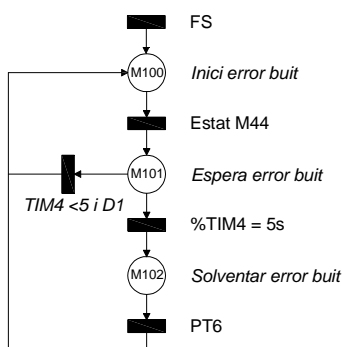 FS
M100
Inici error buit
Estat M44
M101
Espera error buit
TIM4 <5 i D1
%TIM4 = 5s
M102
Solventar error buit
PT6